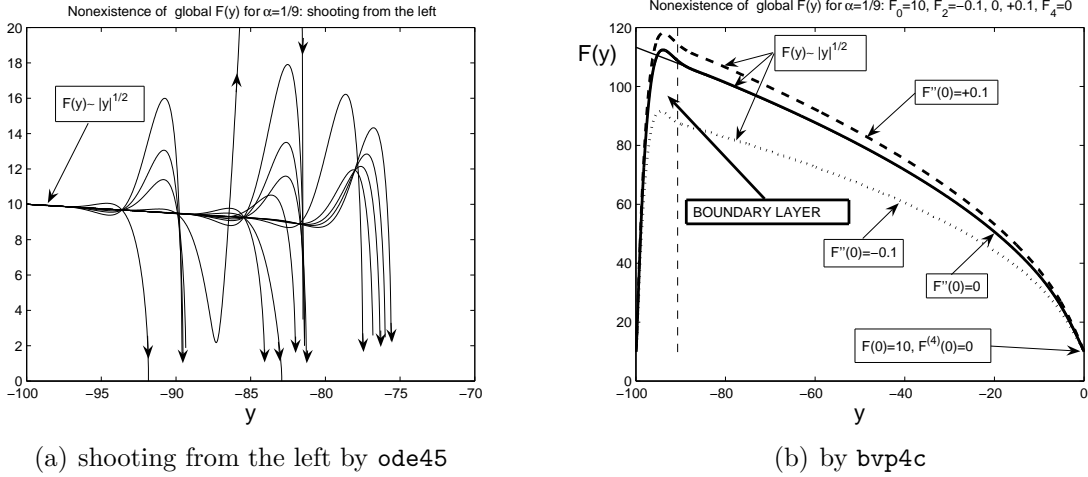 Nonexistence of global F(y) for α=1/9: shooting from the left
20
18
16
14
12
10
8
6
4
2
0
F(y)~ |y|^{1/2}
−100 −95 −90 −85 −80 −75 −70
y
(a) shooting from the left by ode45
Nonexistence of global F(y) for α=1/9: F_0=10, F_2=−0.1, 0, +0.1, F_4=0
F(y)
120
100
80
60
40
20
0
F(y)~ |y|^{1/2}
F''(0)=+0.1
BOUNDARY LAYER
F''(0)=−0.1
F''(0)=0
F(0)=10, F^{(4)}(0)=0
−100 −80 −60 −40 −20 0
y
(b) by bvp4c